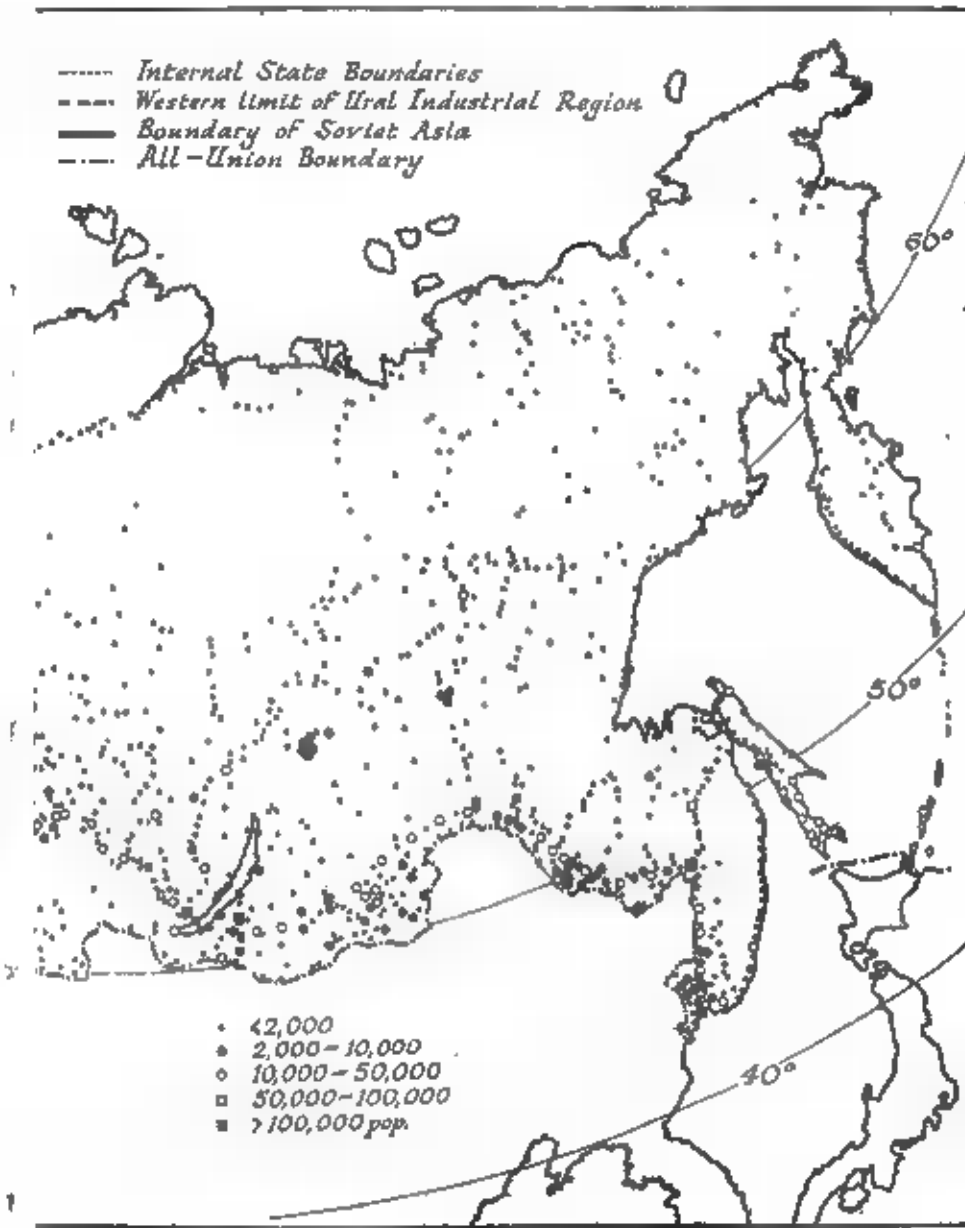 Internal State Boundaries
Western limit of Ural Industrial Region
Boundary of Soviet Asia
All-Union Boundary
60°
50°
<2,000
2,000-10,000
10,000-50,000
50,000-100,000
>100,000 pop.
40°